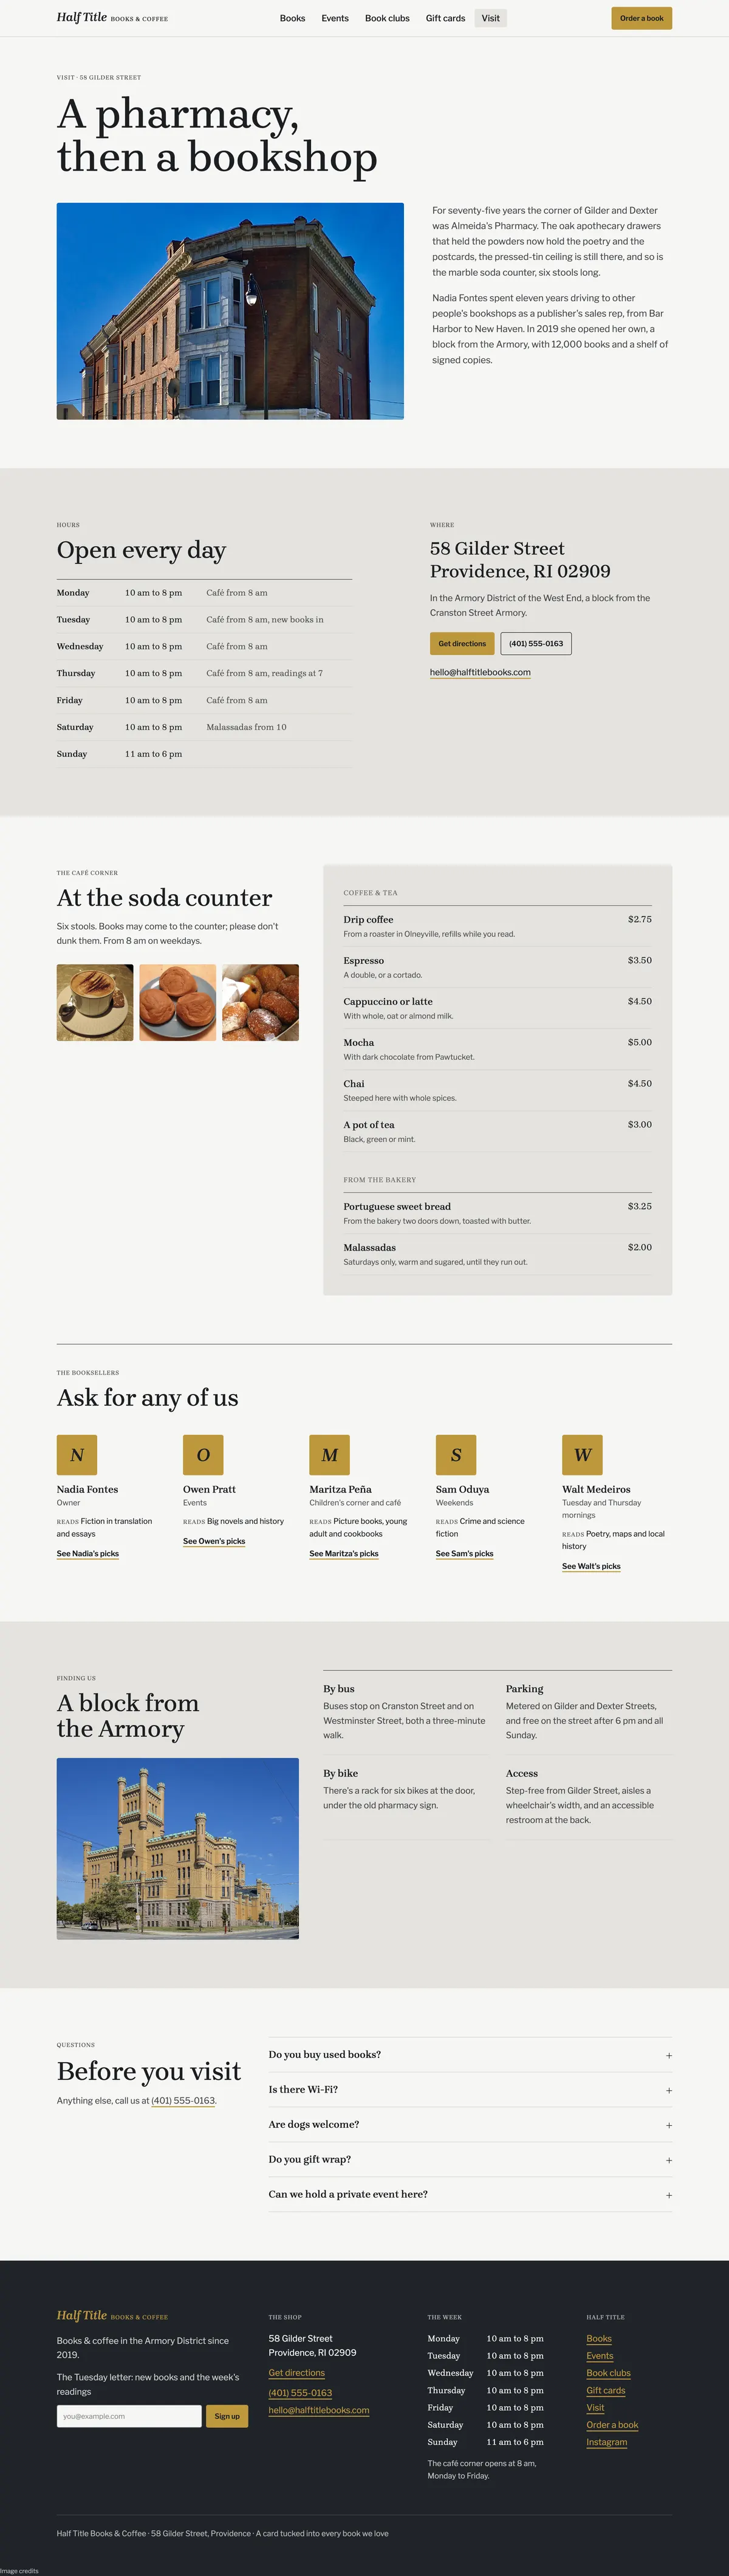 Half Title BOOKS & COFFEE
Books
Events
Book clubs
Gift cards
Visit
Order a book
VISIT · 58 GILDER STREET
A pharmacy,
then a bookshop
For seventy-five years the corner of Gilder and Dexter
was Almeida's Pharmacy. The oak apothecary drawers
that held the powders now hold the poetry and the
postcards, the pressed-tin ceiling is still there, and so is
the marble soda counter, six stools long.
Nadia Fontes spent eleven years driving to other
people's bookshops as a publisher's sales rep, from Bar
Harbor to New Haven. In 2019 she opened her own, a
block from the Armory, with 12,000 books and a shelf of
signed copies.
HOURS
Open every day
Monday 10 am to 8 pm Café from 8 am
Tuesday 10 am to 8 pm Café from 8 am, new books in
Wednesday 10 am to 8 pm Café from 8 am
Thursday 10 am to 8 pm Café from 8 am, readings at 7
Friday 10 am to 8 pm Café from 8 am
Saturday 10 am to 8 pm Malassadas from 10
Sunday 11 am to 6 pm
WHERE
58 Gilder Street
Providence, RI 02909
In the Armory District of the West End, a block from the
Cranston Street Armory.
Get directions
(401) 555-0163
hello@halftitlebooks.com
THE CAFÉ CORNER
At the soda counter
Six stools. Books may come to the counter; please don't
dunk them. From 8 am on weekdays.
COFFEE & TEA
Drip coffee $2.75
From a roaster in Olneyville, refills while you read.
Espresso $3.50
A double, or a cortado.
Cappuccino or latte $4.50
With whole, oat or almond milk.
Mocha $5.00
With dark chocolate from Pawtucket.
Chai $4.50
Steeped here with whole spices.
A pot of tea $3.00
Black, green or mint.
FROM THE BAKERY
Portuguese sweet bread $3.25
From the bakery two doors down, toasted with butter.
Malassadas $2.00
Saturdays only, warm and sugared, until they run out.
THE BOOKSELLERS
Ask for any of us
N
Nadia Fontes
Owner
READS Fiction in translation
and essays
See Nadia's picks
O
Owen Pratt
Events
READS Big novels and history
See Owen's picks
M
Maritza Peña
Children's corner and café
READS Picture books, young
adult and cookbooks
See Maritza's picks
S
Sam Oduya
Weekends
READS Crime and science
fiction
See Sam's picks
W
Walt Medeiros
Tuesday and Thursday
mornings
READS Poetry, maps and local
history
See Walt's picks
FINDING US
A block from
the Armory
By bus
Buses stop on Cranston Street and on
Westminster Street, both a three-minute
walk.
Parking
Metered on Gilder and Dexter Streets,
and free on the street after 6 pm and all
Sunday.
By bike
There's a rack for six bikes at the door,
under the old pharmacy sign.
Access
Step-free from Gilder Street, aisles a
wheelchair's width, and an accessible
restroom at the back.
QUESTIONS
Before you visit
Anything else, call us at (401) 555-0163.
Do you buy used books? +
Is there Wi-Fi? +
Are dogs welcome? +
Do you gift wrap? +
Can we hold a private event here? +
Half Title BOOKS & COFFEE
Books & coffee in the Armory District since
2019.
The Tuesday letter: new books and the week's
readings
you@example.com
Sign up
THE SHOP
58 Gilder Street
Providence, RI 02909
Get directions
(401) 555-0163
hello@halftitlebooks.com
THE WEEK
Monday 10 am to 8 pm
Tuesday 10 am to 8 pm
Wednesday 10 am to 8 pm
Thursday 10 am to 8 pm
Friday 10 am to 8 pm
Saturday 10 am to 8 pm
Sunday 11 am to 6 pm
The café corner opens at 8 am,
Monday to Friday.
HALF TITLE
Books
Events
Book clubs
Gift cards
Visit
Order a book
Instagram
Half Title Books & Coffee · 58 Gilder Street, Providence · A card tucked into every book we love
Image credits